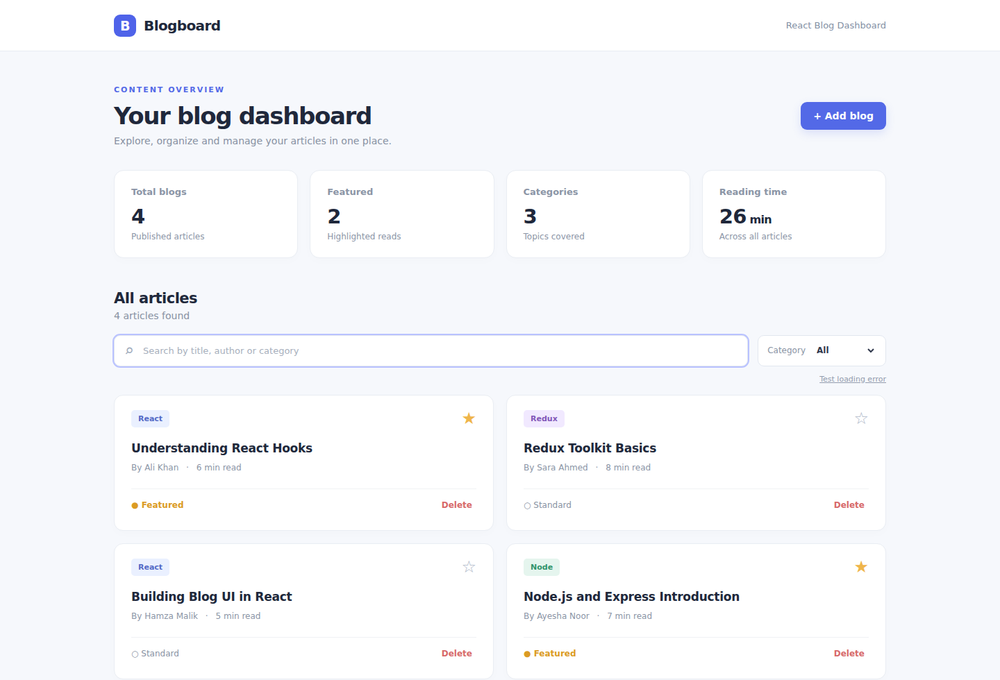 B Blogboard
React Blog Dashboard
CONTENT OVERVIEW
Your blog dashboard
Explore, organize and manage your articles in one place.
+ Add blog
Total blogs
4
Published articles
Featured
2
Highlighted reads
Categories
3
Topics covered
Reading time
26 min
Across all articles
All articles
4 articles found
Search by title, author or category
Category All
Test loading error
React
Understanding React Hooks
By Ali Khan · 6 min read
Featured
Delete
Redux
Redux Toolkit Basics
By Sara Ahmed · 8 min read
Standard
Delete
React
Building Blog UI in React
By Hamza Malik · 5 min read
Standard
Delete
Node
Node.js and Express Introduction
By Ayesha Noor · 7 min read
Featured
Delete